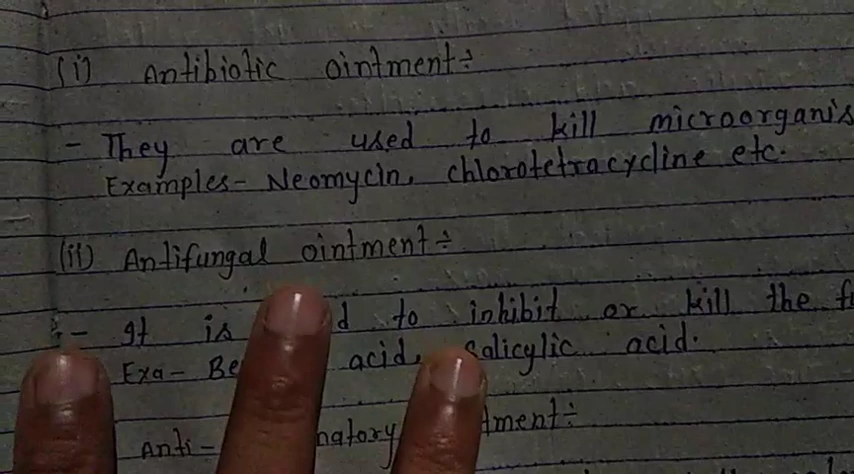 (i) Antibiotic ointment:-
- They are used to kill microorganis
Examples- Neomycin, chlorotetracycline etc.
(ii) Antifungal ointment:-
- It is d to inhibit or kill the f
Exa- Be acid, Salicylic acid.
Anti- natory tment:-